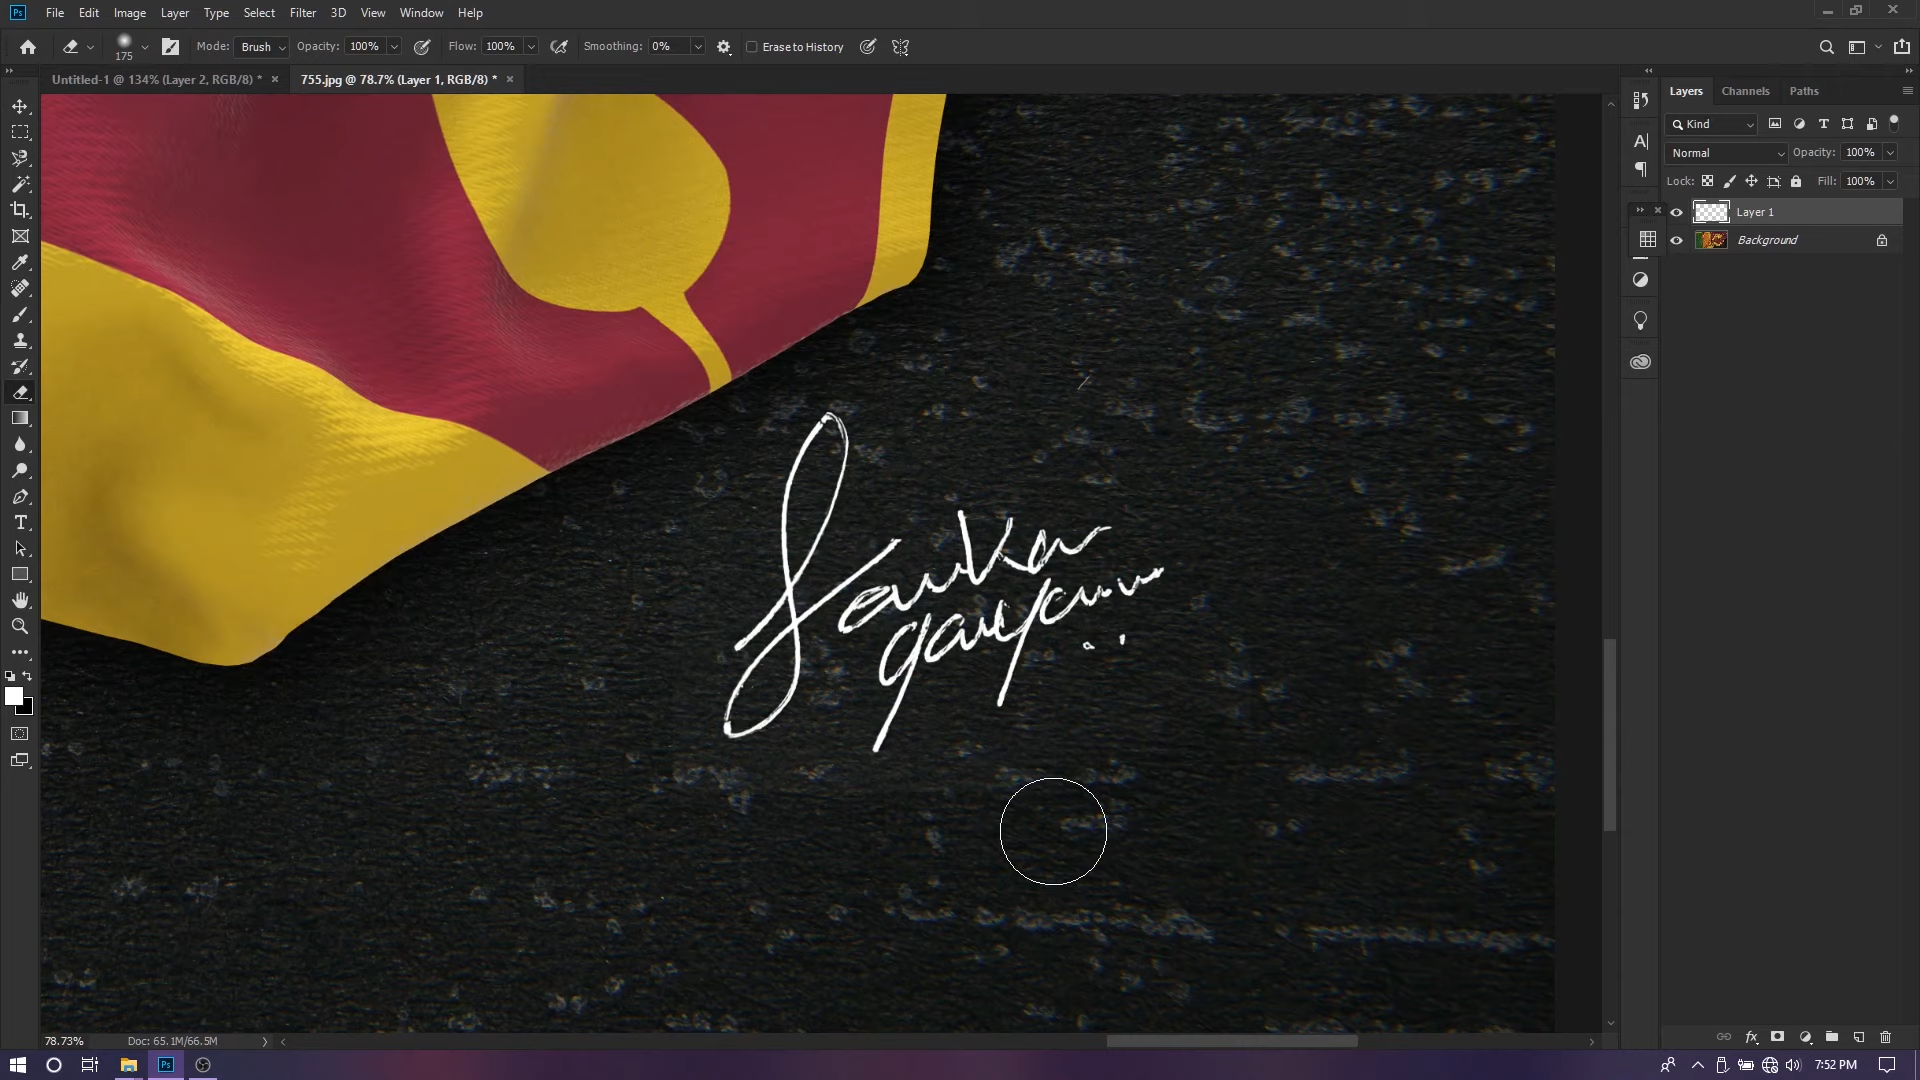 File Edit Image Layer Type Select Filter 3D View Window Help
175 Mode: Brush Opacity: 100% Flow: 100% Smoothing: 0% Erase to History
Untitled-1 @ 134% (Layer 2, RGB/8) * × 755.jpg @ 78.7% (Layer 1, RGB/8) * ×
Layers Channels Paths
Kind
Normal Opacity: 100%
Lock: Fill: 100%
Layer 1
Background
78.73% Doc: 65.1M/66.5M
7:52 PM